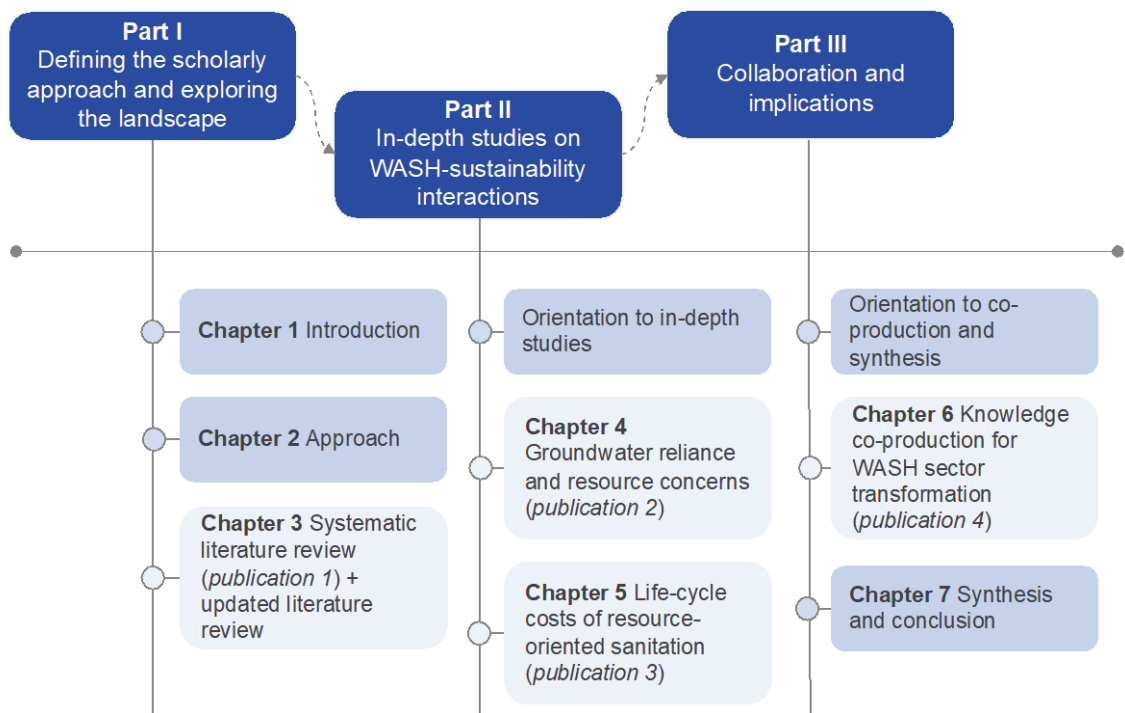 Part I
Defining the scholarly
approach and exploring
the landscape
Part II
In-depth studies on
WASH-sustainability
interactions
Part III
Collaboration and
implications
Chapter 1 Introduction
Chapter 2 Approach
Chapter 3 Systematic
literature review
(publication 1) +
updated literature
review
Orientation to in-depth
studies
Chapter 4
Groundwater reliance
and resource concerns
(publication 2)
Chapter 5 Life-cycle
costs of resource-
oriented sanitation
(publication 3)
Orientation to co-
production and
synthesis
Chapter 6 Knowledge
co-production for
WASH sector
transformation
(publication 4)
Chapter 7 Synthesis
and conclusion